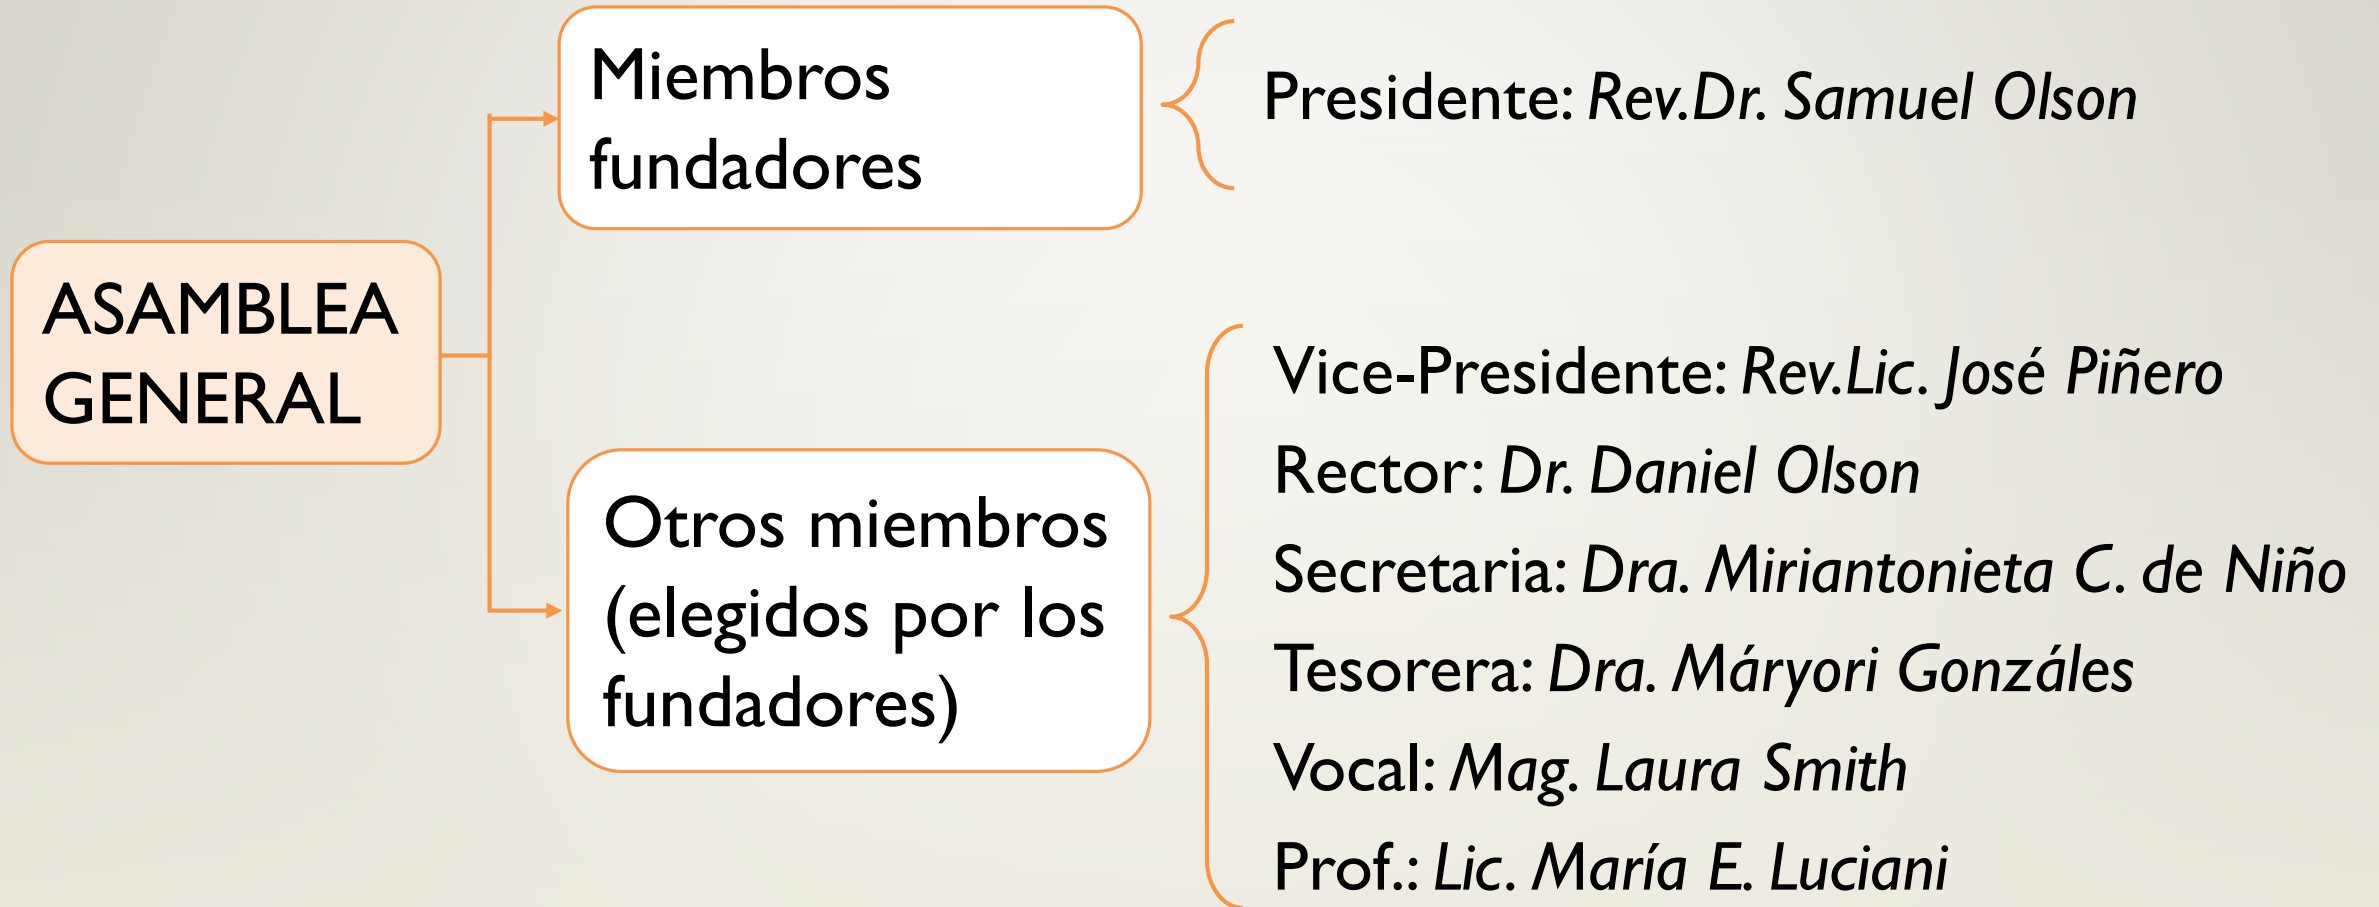 Miembros
fundadores
Presidente: Rev.Dr. Samuel Olson
ASAMBLEA
GENERAL
Otros miembros
(elegidos por los
fundadores)
Vice-Presidente: Rev.Lic. José Piñero
Rector: Dr. Daniel Olson
Secretaria: Dra. Miriantonieta C. de Niño
Tesorera: Dra. Máryori Gonzáles
Vocal: Mag. Laura Smith
Prof.: Lic. María E. Luciani